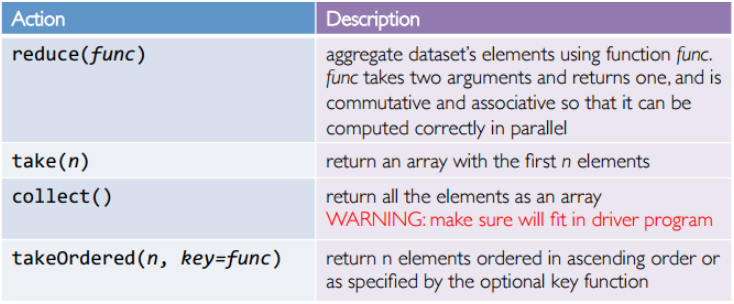 Action Description
reduce(func) aggregate dataset's elements using function func.
func takes two arguments and returns one, and is
commutative and associative so that it can be
computed correctly in parallel
take(n) return an array with the first n elements
collect() return all the elements as an array
WARNING: make sure will fit in driver program
takeOrdered(n, key=func) return n elements ordered in ascending order or
as specified by the optional key function